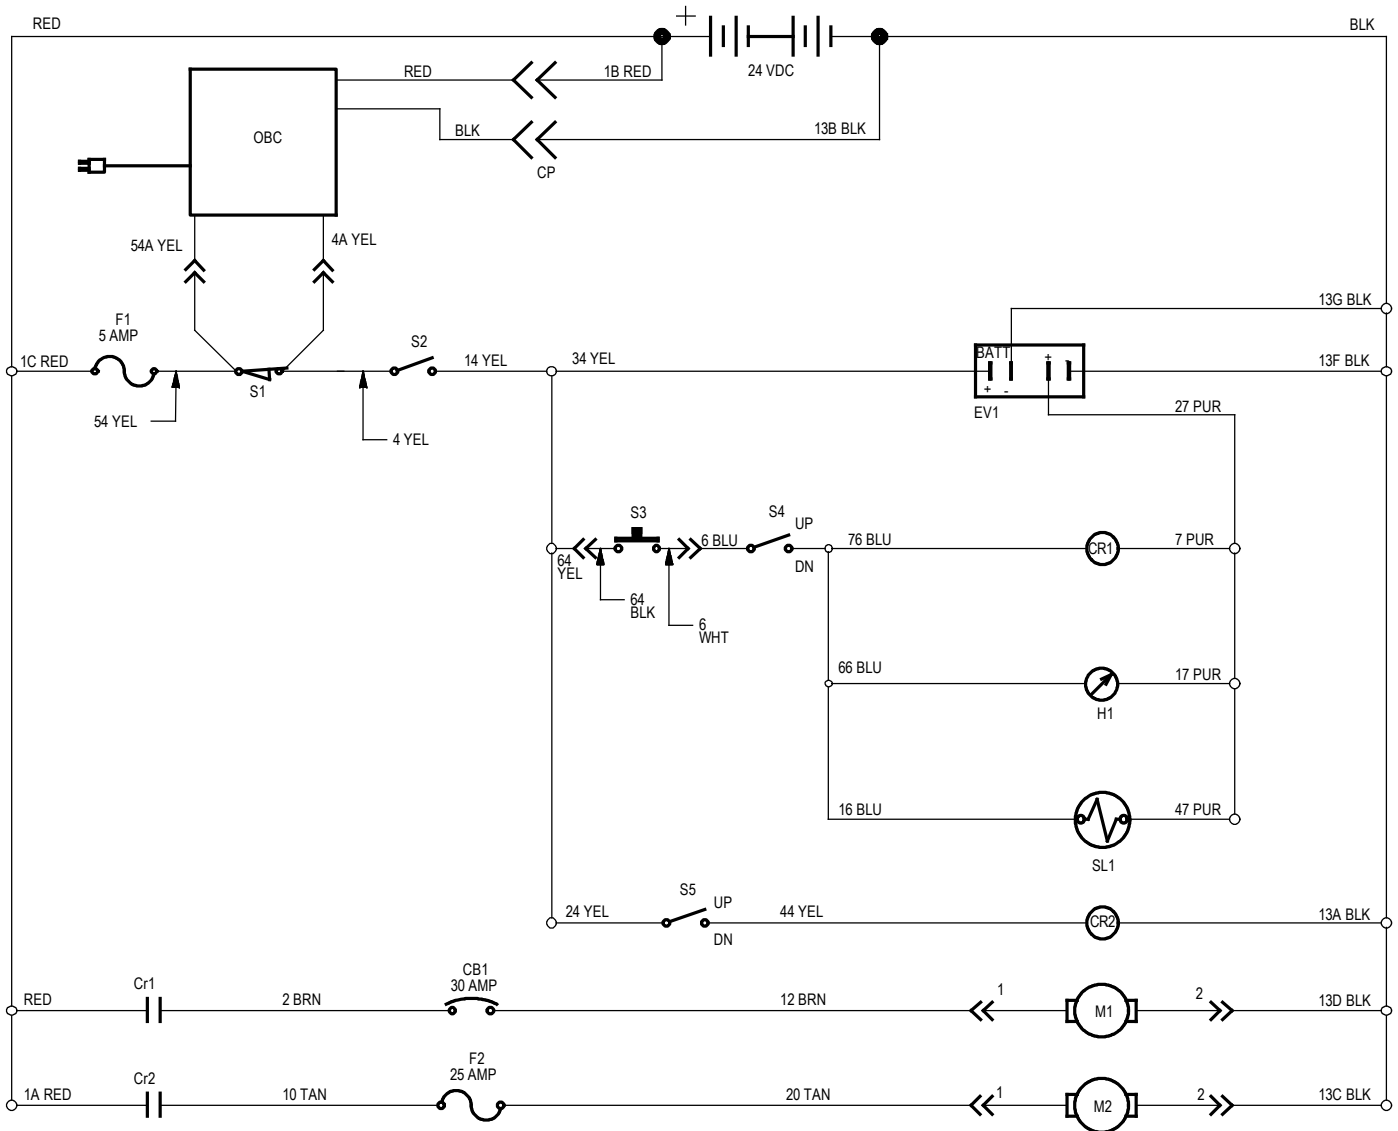 RED
+
BLK
24 VDC
RED
1B RED
OBC
BLK
13B BLK
CP
54A YEL
4A YEL
13G BLK
F1
5 AMP
S2
1C RED
14 YEL
34 YEL
BATT
+
-
13F BLK
S1
+
-
EV1
27 PUR
54 YEL
4 YEL
S3
S4
UP
6 BLU
76 BLU
CR1
7 PUR
64
YEL
DN
64
BLK
6
WHT
66 BLU
17 PUR
H1
16 BLU
47 PUR
SL1
S5
UP
24 YEL
44 YEL
CR2
13A BLK
DN
Cr1
CB1
30 AMP
RED
2 BRN
12 BRN
1
M1
2
13D BLK
Cr2
F2
25 AMP
1A RED
10 TAN
20 TAN
1
M2
2
13C BLK